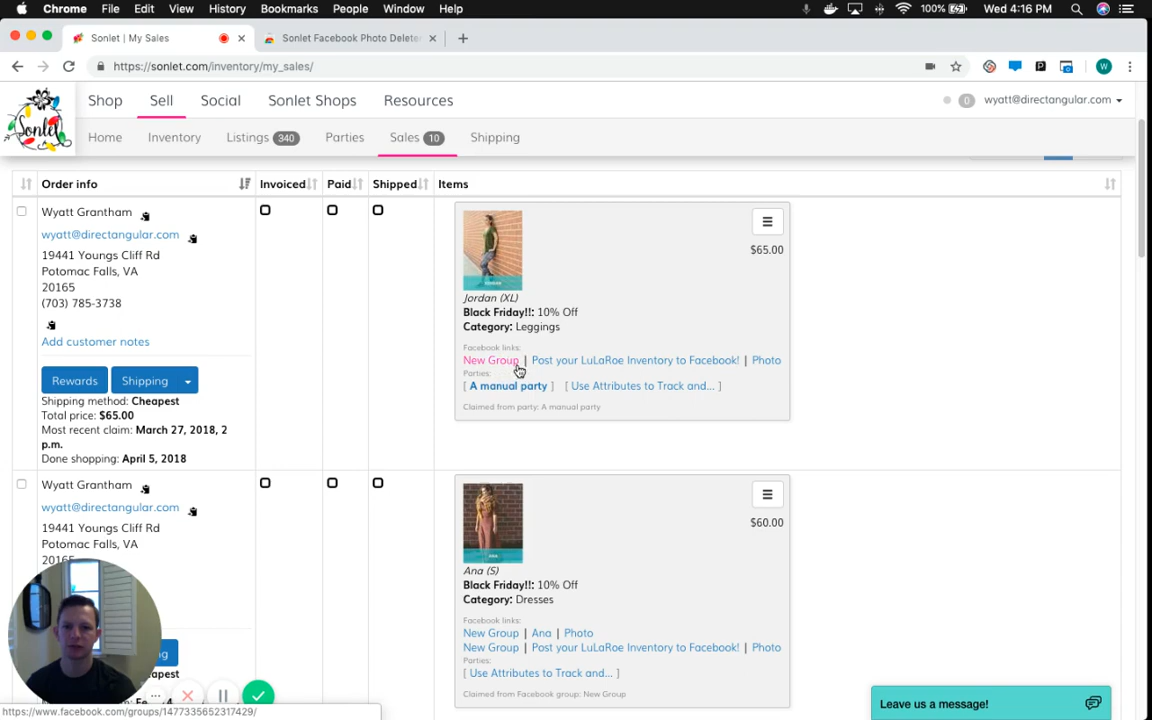 Chrome File Edit View History Bookmarks People Window Help 100% Wed 4:16 PM
Sonlet | My Sales Sonlet Facebook Photo Delete
https://sonlet.com/inventory/my_sales/
Sonlet Shop Sell Social Sonlet Shops Resources 0 wyatt@directangular.com
Home Inventory Listings 340 Parties Sales 10 Shipping
Order info Invoiced Paid Shipped Items
Wyatt Grantham
wyatt@directangular.com
19441 Youngs Cliff Rd
Potomac Falls, VA
20165
(703) 785-3738
Add customer notes
Rewards Shipping
Shipping method: Cheapest
Total price: $65.00
Most recent claim: March 27, 2018, 2
p.m.
Done shopping: April 5, 2018
$65.00
Jordan (XL)
Black Friday!!: 10% Off
Category: Leggings
Facebook links:
New Group | Post your LuLaRoe Inventory to Facebook! | Photo
Parties:
[ A manual party ] [ Use Attributes to Track and... ]
Claimed from party: A manual party
Wyatt Grantham
wyatt@directangular.com
19441 Youngs Cliff Rd
Potomac Falls, VA
20165
$60.00
Ana (S)
Black Friday!!: 10% Off
Category: Dresses
Facebook links:
New Group | Ana | Photo
New Group | Post your LuLaRoe Inventory to Facebook! | Photo
Parties:
[ Use Attributes to Track and... ]
Claimed from Facebook group: New Group
https://www.facebook.com/groups/1477335652317429/
Leave us a message!